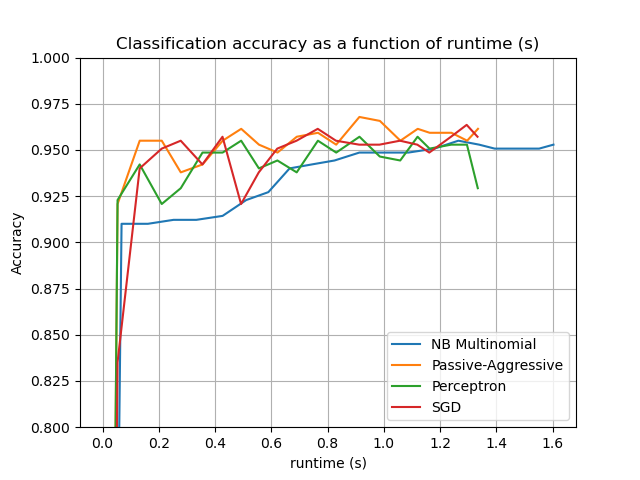 Classification accuracy as a function of runtime (s)
1.000
0.975
0.950
0.925
0.900
0.875
0.850
0.825
0.800
Accuracy
NB Multinomial
Passive-Aggressive
Perceptron
SGD
0.0 0.2 0.4 0.6 0.8 1.0 1.2 1.4 1.6
runtime (s)